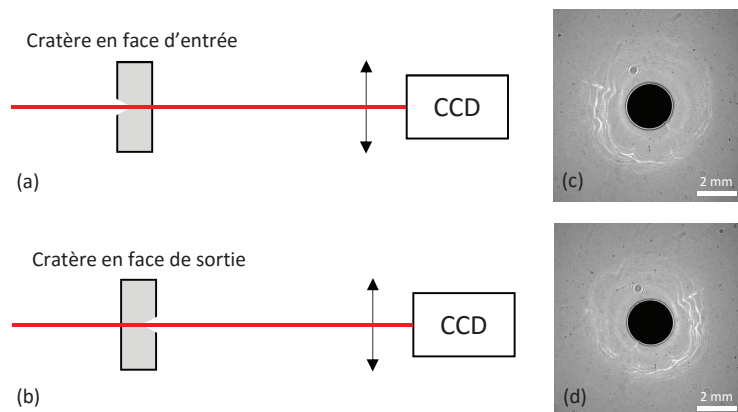 Cratère en face d’entrée
CCD
(a)
(c)
2 mm
Cratère en face de sortie
CCD
(b)
(d)
2 mm